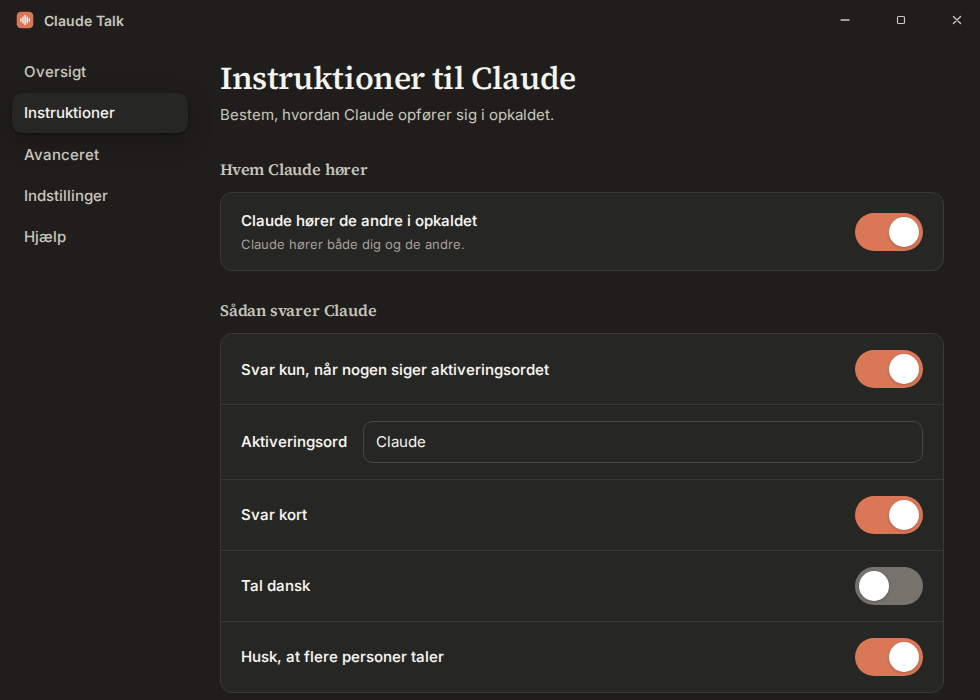 Claude Talk
Oversigt
Instruktioner
Avanceret
Indstillinger
Hjælp
Instruktioner til Claude
Bestem, hvordan Claude opfører sig i opkaldet.
Hvem Claude hører
Claude hører de andre i opkaldet
Claude hører både dig og de andre.
Sådan svarer Claude
Svar kun, når nogen siger aktiveringsordet
Aktiveringsord Claude
Svar kort
Tal dansk
Husk, at flere personer taler